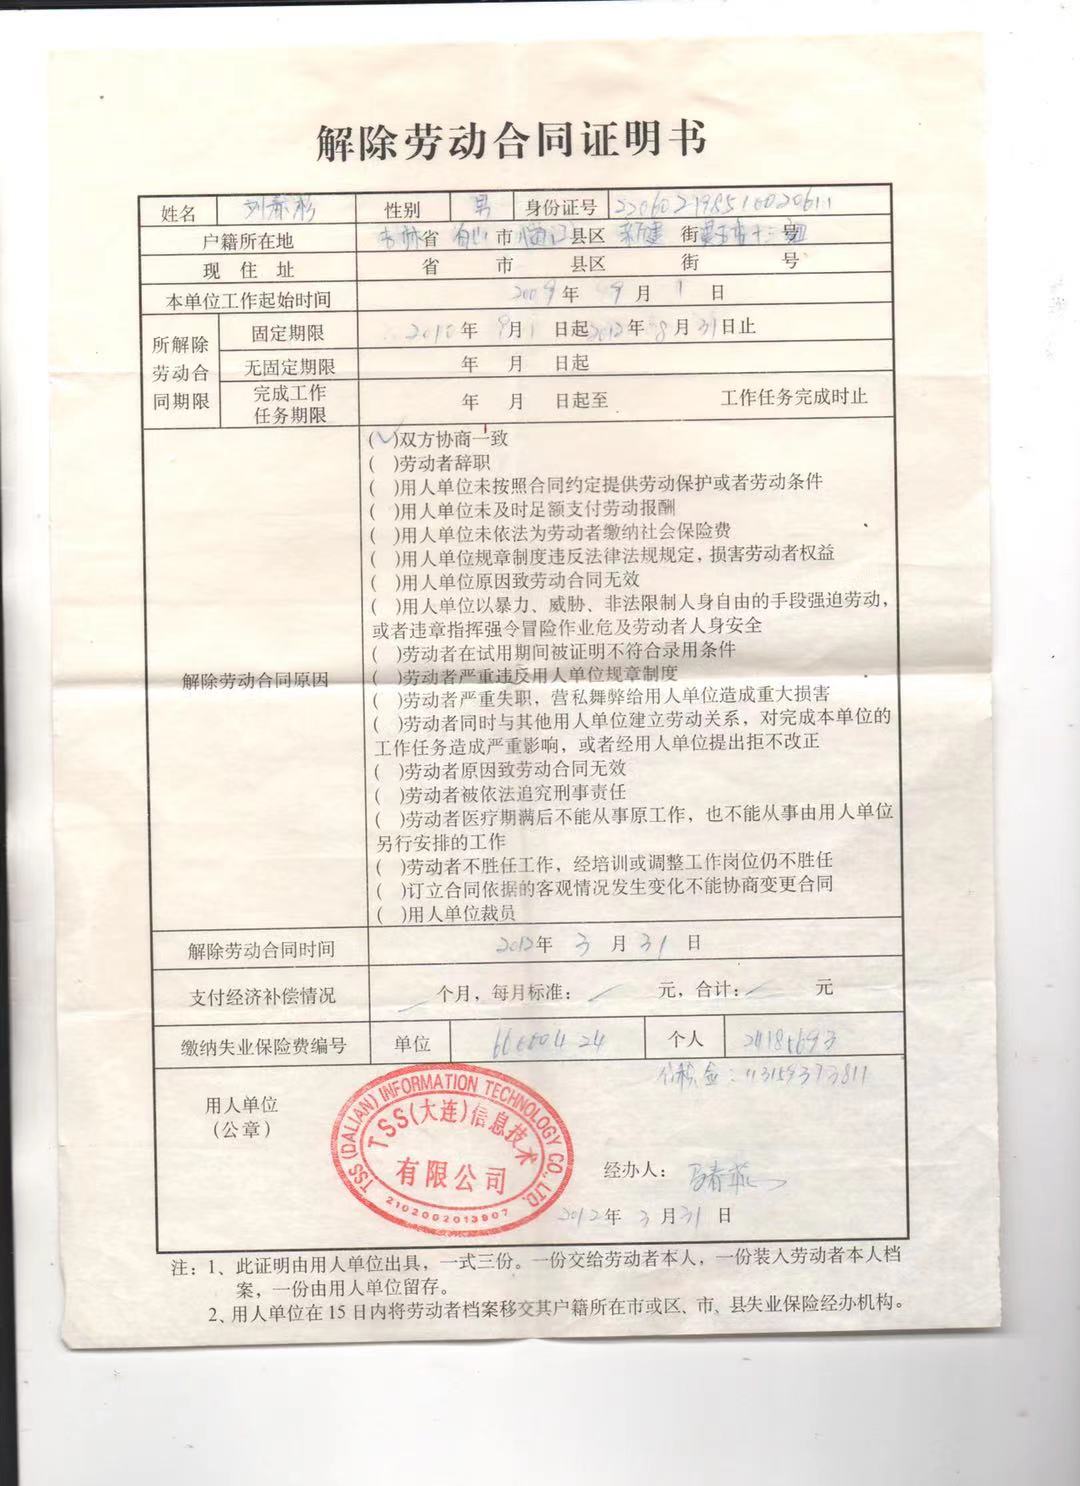 解除劳动合同证明书
姓名 刘 杉 性别 男 身份证号
户籍所在地 吉林省 白山市 临江县区 新建街 号
现住址 省 市 县区 街 号
本单位工作起始时间 2009年 9月 1日
所解除劳动合同期限 固定期限 2010年 9月 1日起 2012年 8月 31日止
无固定期限 年 月 日起
完成工作任务期限 年 月 日起至 工作任务完成时止
解除劳动合同原因
(✓)双方协商一致
( )劳动者辞职
( )用人单位未按照合同约定提供劳动保护或者劳动条件
( )用人单位未及时足额支付劳动报酬
( )用人单位未依法为劳动者缴纳社会保险费
( )用人单位规章制度违反法律法规规定，损害劳动者权益
( )用人单位原因致劳动合同无效
( )用人单位以暴力、威胁、非法限制人身自由的手段强迫劳动，
或者违章指挥强令冒险作业危及劳动者人身安全
( )劳动者在试用期间被证明不符合录用条件
( )劳动者严重违反用人单位规章制度
( )劳动者严重失职，营私舞弊给用人单位造成重大损害
( )劳动者同时与其他用人单位建立劳动关系，对完成本单位的
工作任务造成严重影响，或者经用人单位提出拒不改正
( )劳动者原因致劳动合同无效
( )劳动者被依法追究刑事责任
( )劳动者医疗期满后不能从事原工作，也不能从事由用人单位
另行安排的工作
( )劳动者不胜任工作，经培训或调整工作岗位仍不胜任
( )订立合同依据的客观情况发生变化不能协商变更合同
( )用人单位裁员
解除劳动合同时间 2012年 3月 31日
支付经济补偿情况 / 个月，每月标准：/ 元，合计：/ 元
缴纳失业保险费编号 单位 个人
用人单位
（公章）
TSS (DALIAN) INFORMATION TECHNOLOGY CO., LTD.
TSS(大连)信息技术
有限公司
2102002013907
经办人： 马春燕
2012年 3月 31日
注：1、此证明由用人单位出具，一式三份。一份交给劳动者本人，一份装入劳动者本人档
案，一份由用人单位留存。
2、用人单位在15日内将劳动者档案移交其户籍所在市或区、市、县失业保险经办机构。